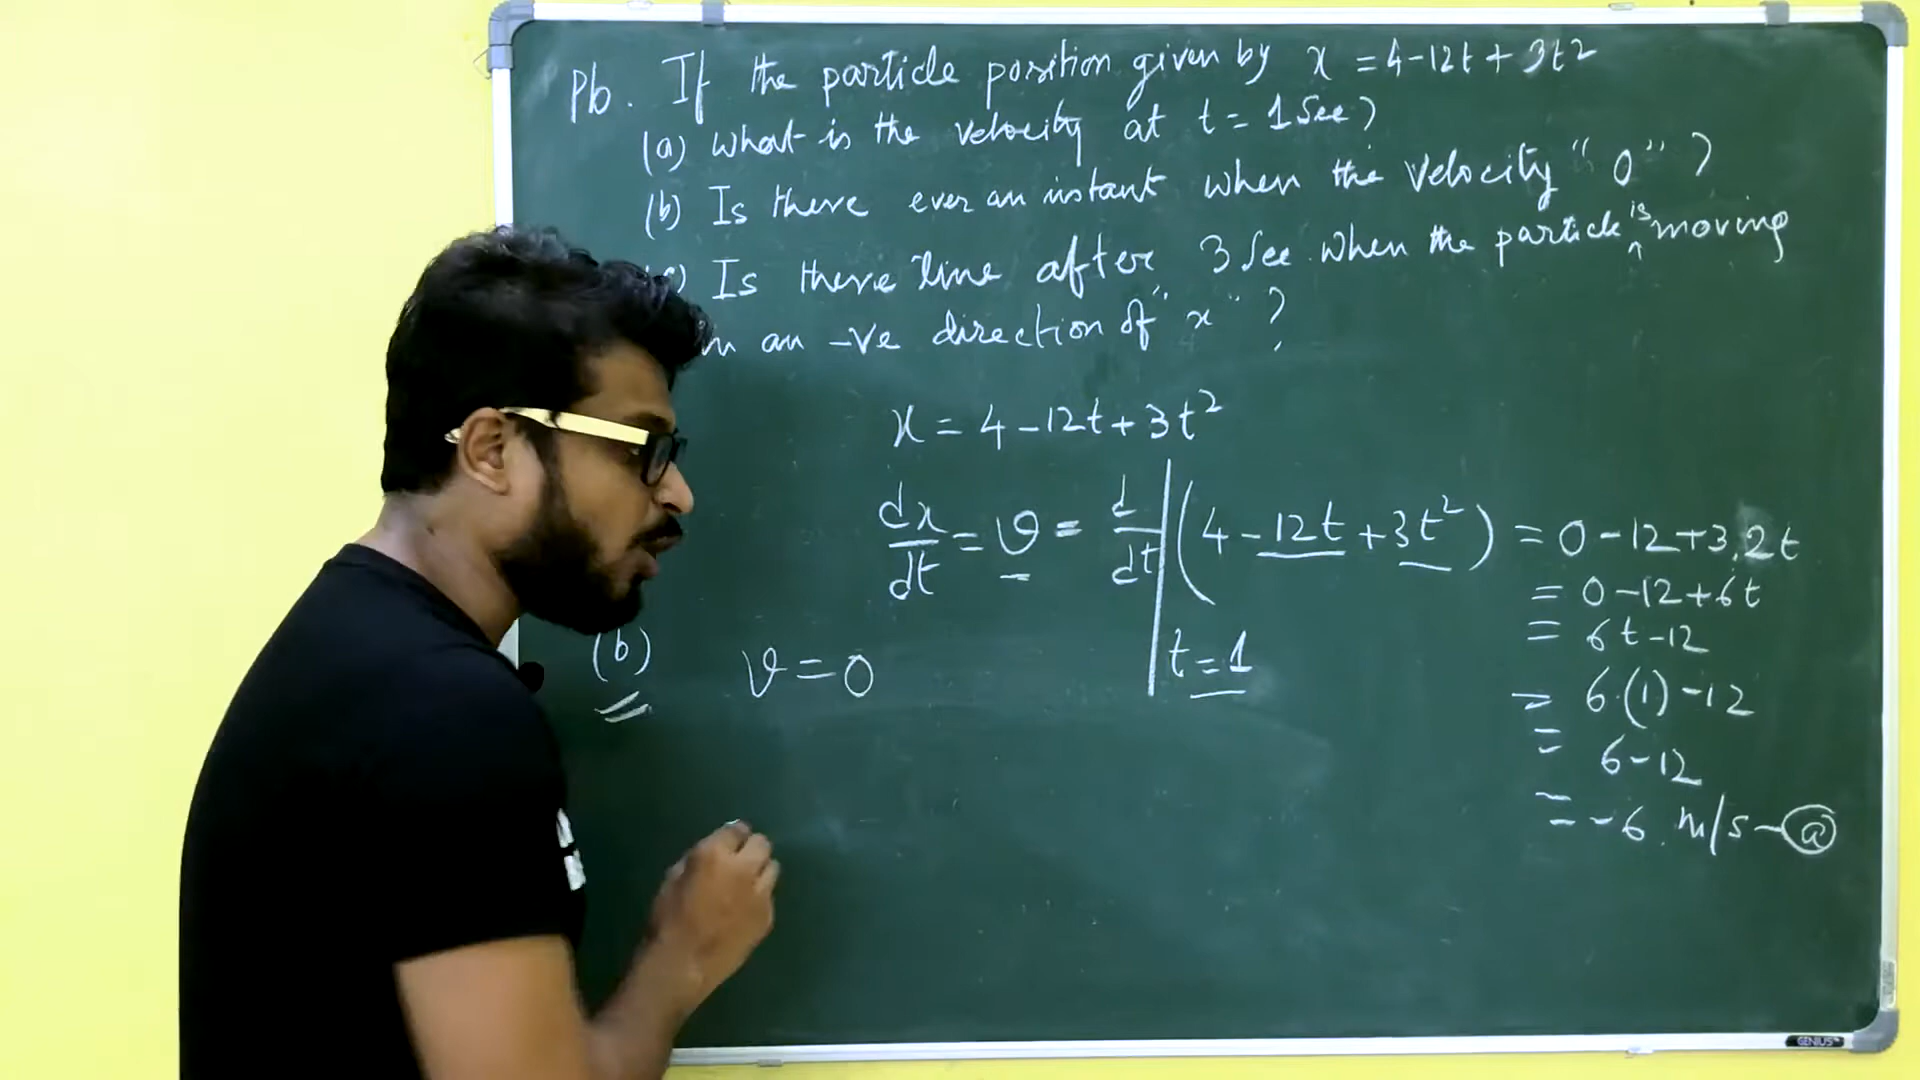 Pb. If the particle position given by x = 4-12t + 3t2
(a) What is the velocity at t = 1 Sec?
(b) Is there ever an instant when the velocity "0" ?
Is there time after 3 Sec when the particle is moving
in an -ve direction of "x" ?
x = 4-12t+3t²
dx/dt = v = d/dt (4-12t+3t²) = 0-12+3.2t
= 0-12+6t
= 6t-12
(b) v=0 t=1
= 6.(1)-12
= 6-12
= -6 m/s - (a)
GENIUS